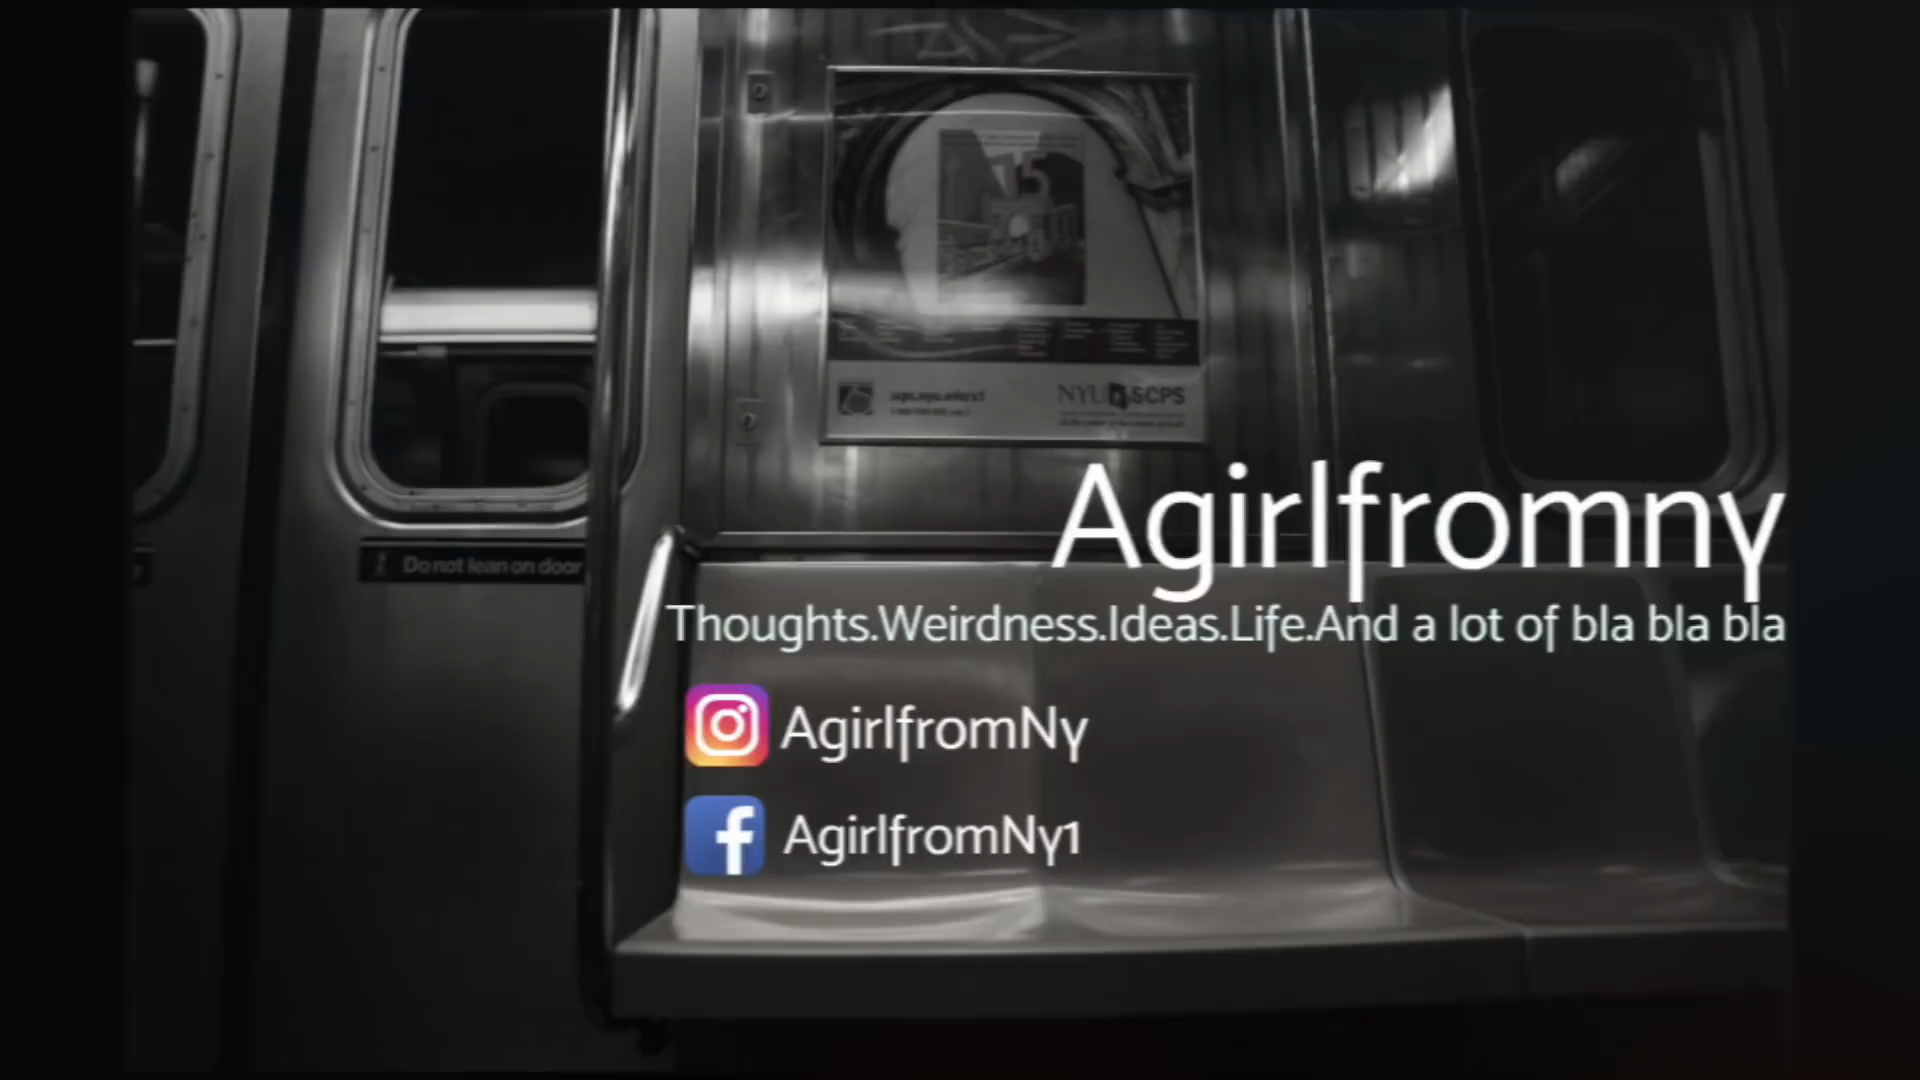 15
NYU SCPS
Do not lean on door
Agirlfromny
Thoughts.Weirdness.Ideas.Life.And a lot of bla bla bla
AgirlfromNy
AgirlfromNy1